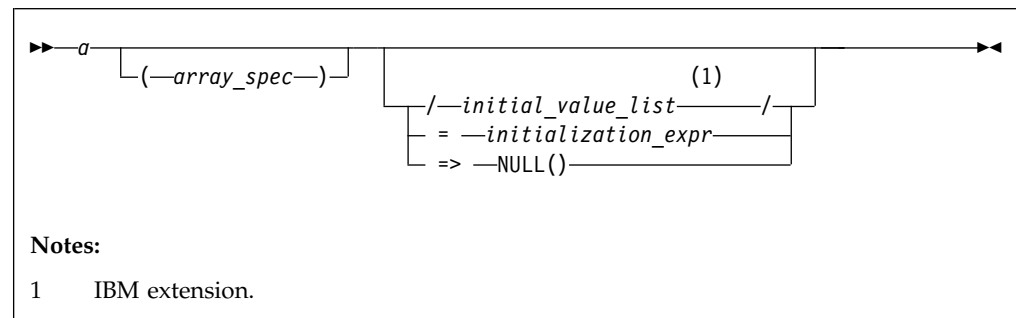 a
(array_spec)
(1)
/initial_value_list/
= initialization_expr
=> NULL()
Notes:
1 IBM extension.